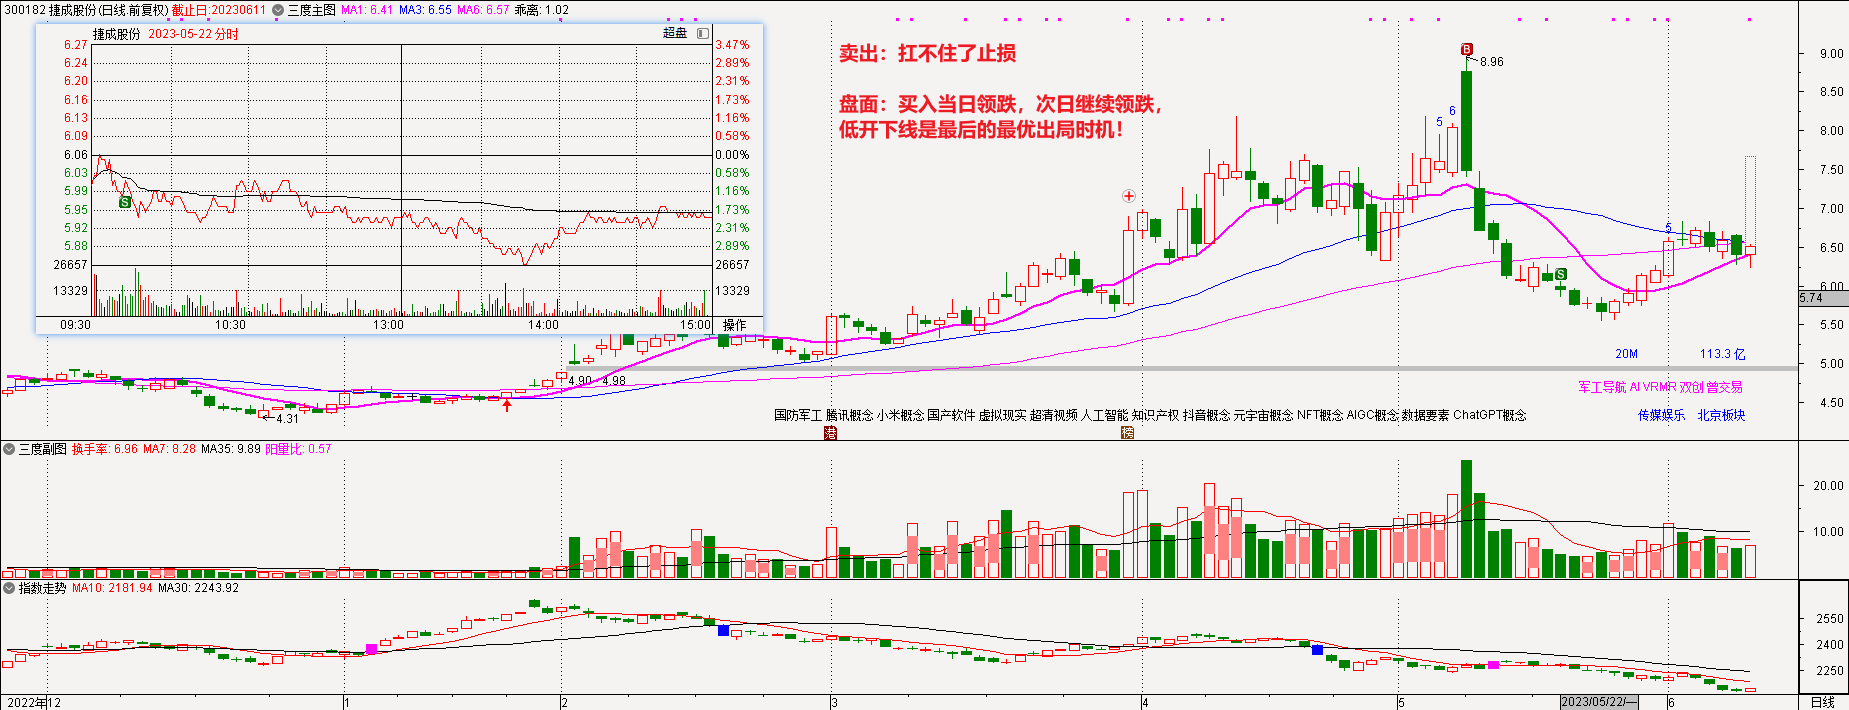 300182 捷成股份(日线.前复权) 截止日:20230611 三度主图 MA1: 6.41 MA3: 6.55 MA6: 6.57 乖离: 1.02
捷成股份 2023-05-22 分时 超盘
6.27 3.47%
6.24 2.89%
6.20 2.31%
6.16 1.73%
6.13 1.16%
6.09 0.58%
6.06 0.00%
6.03 0.58%
5.99 1.16%
5.95 1.73%
5.92 2.31%
5.88 2.89%
26657 26657
13329 13329
09:30 10:30 13:00 14:00 15:00 操作
S
卖出：扛不住了止损
盘面：买入当日领跌，次日继续领跌，
低开下线是最后的最优出局时机！
B
8.96
5 6
S
5
9.00
8.50
8.00
7.50
7.00
6.50
6.00
5.74
5.50
5.00
4.50
4.90 - 4.98
4.31
20M 113.3 亿
军工导航 AI VRMR 双创 曾交易
国防军工 腾讯概念 小米概念 国产软件 虚拟现实 超清视频 人工智能 知识产权 抖音概念 元宇宙概念 NFT概念 AIGC概念 数据要素 ChatGPT概念
传媒娱乐 北京板块
港 榜
三度副图 换手率: 6.96 MA7: 8.28 MA35: 9.89 阳量比: 0.57
20.00
10.00
指数走势 MA10: 2181.94 MA30: 2243.92
2550
2400
2250
2022年12 1 2 3 4 5 2023/05/22/一 6 日线